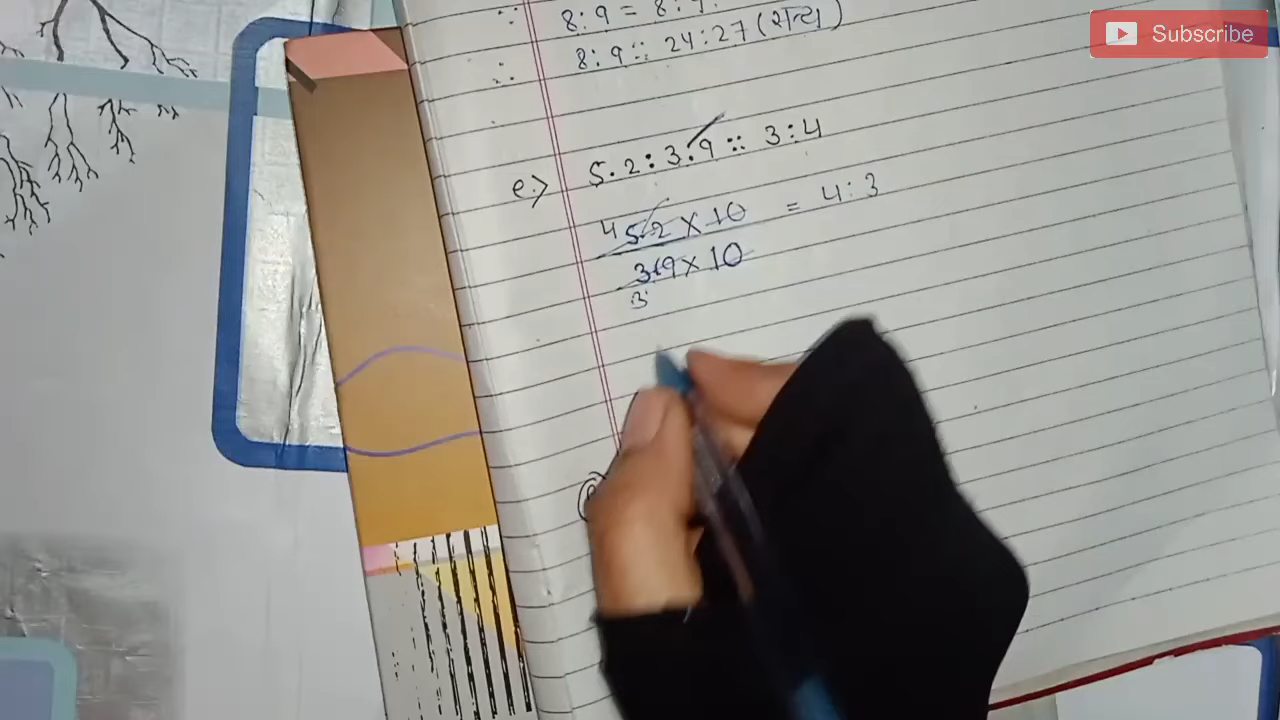 ∵ 8:9 = 8:9.
∴ 8:9 :: 24:27 (सत्य)
Subscribe
e.> 5.2 : 3.9 :: 3:4
4 5.2 × 10 = 4:3
3.9 × 10
3